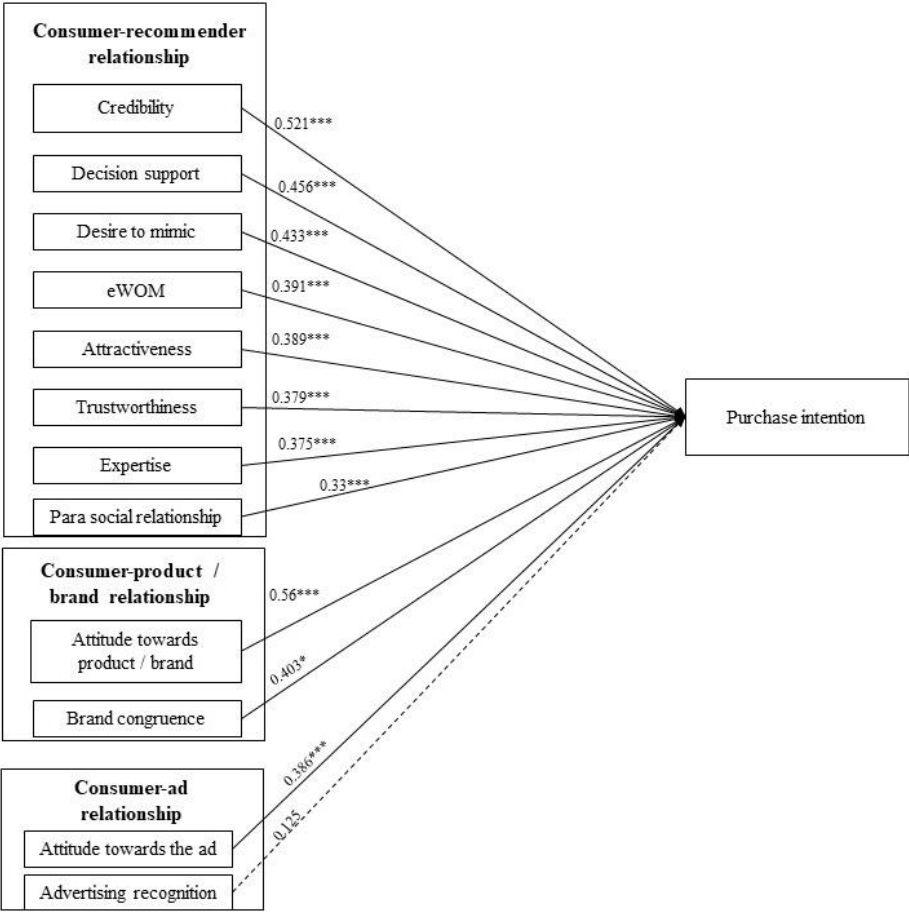 Consumer-recommender
relationship
Credibility
0.521***
Decision support
0.456***
Desire to mimic
0.433***
eWOM
0.391***
Attractiveness
0.389***
Trustworthiness
0.379***
Purchase intention
Expertise
0.375***
Para social relationship
0.33***
Consumer-product /
brand relationship
Attitude towards
product / brand
0.56***
Brand congruence
0.403*
Consumer-ad
relationship
Attitude towards the ad
0.386***
Advertising recognition
0.125